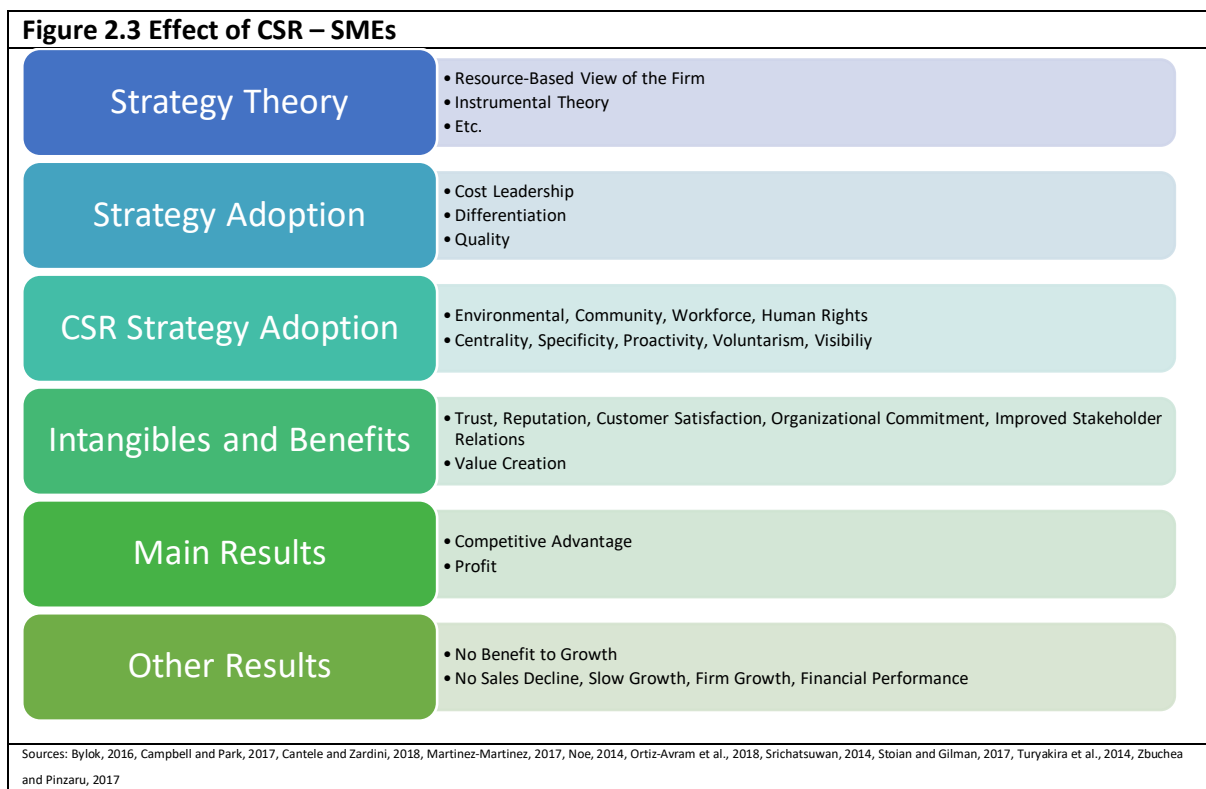 Figure 2.3 Effect of CSR – SMEs
Strategy Theory
• Resource-Based View of the Firm
• Instrumental Theory
• Etc.
Strategy Adoption
• Cost Leadership
• Differentiation
• Quality
CSR Strategy Adoption
• Environmental, Community, Workforce, Human Rights
• Centrality, Specificity, Proactivity, Voluntarism, Visibiliy
Intangibles and Benefits
• Trust, Reputation, Customer Satisfaction, Organizational Commitment, Improved Stakeholder
Relations
• Value Creation
Main Results
• Competitive Advantage
• Profit
Other Results
• No Benefit to Growth
• No Sales Decline, Slow Growth, Firm Growth, Financial Performance
Sources: Bylok, 2016, Campbell and Park, 2017, Cantele and Zardini, 2018, Martinez-Martinez, 2017, Noe, 2014, Ortiz-Avram et al., 2018, Srichatsuwan, 2014, Stoian and Gilman, 2017, Turyakira et al., 2014, Zbuchea
and Pinzaru, 2017